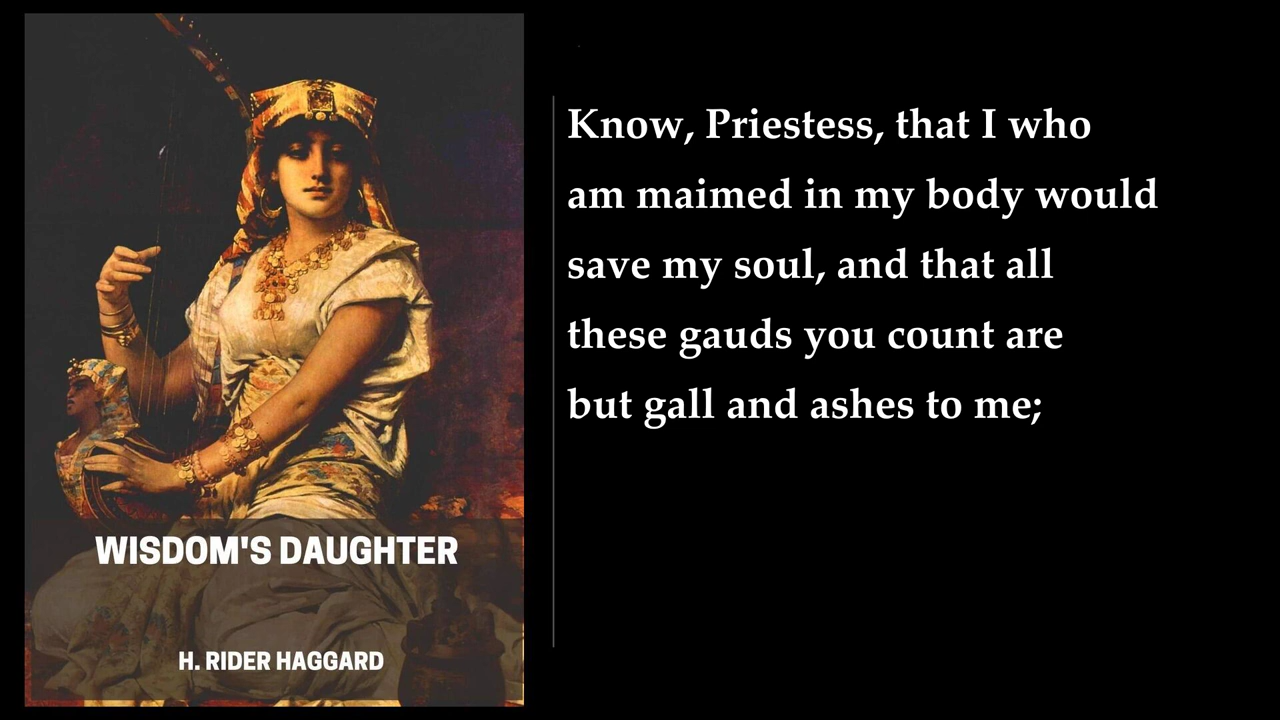 WISDOM'S DAUGHTER
H. RIDER HAGGARD
Know, Priestess, that I who
am maimed in my body would
save my soul, and that all
these gauds you count are
but gall and ashes to me;